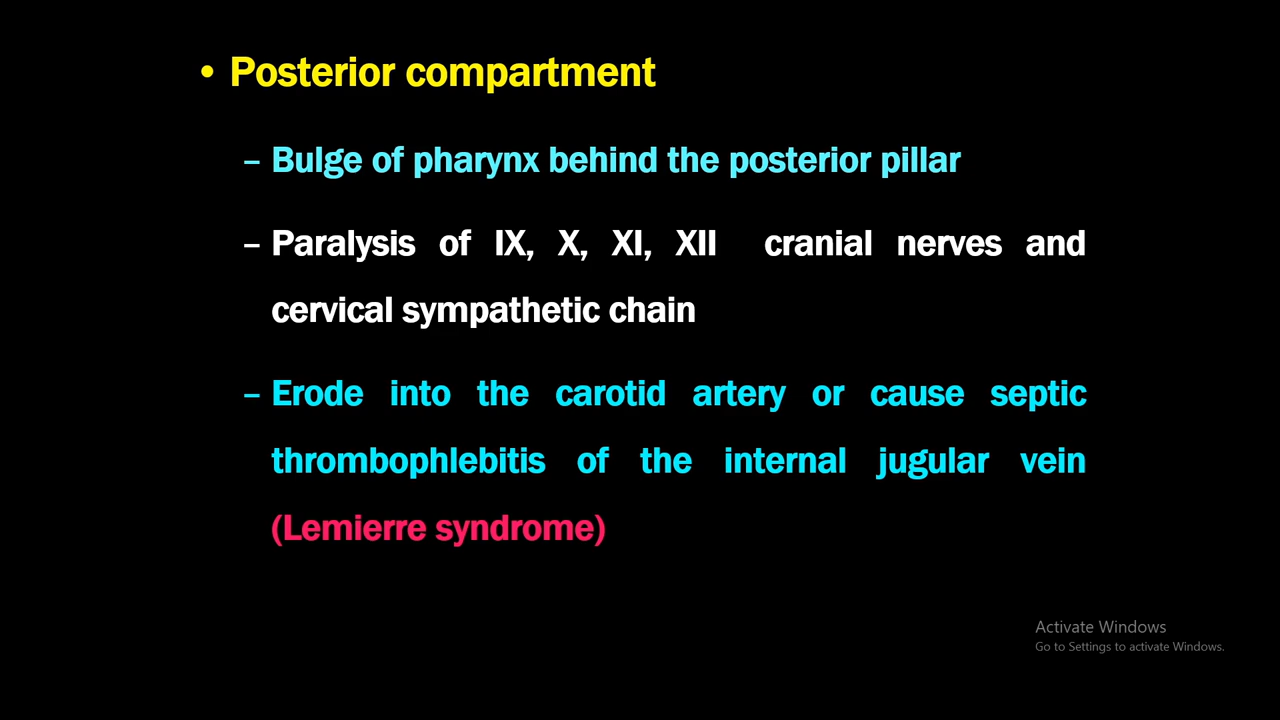 • Posterior compartment
– Bulge of pharynx behind the posterior pillar
– Paralysis of IX, X, XI, XII cranial nerves and
cervical sympathetic chain
– Erode into the carotid artery or cause septic
thrombophlebitis of the internal jugular vein
(Lemierre syndrome)
Activate Windows
Go to Settings to activate Windows.